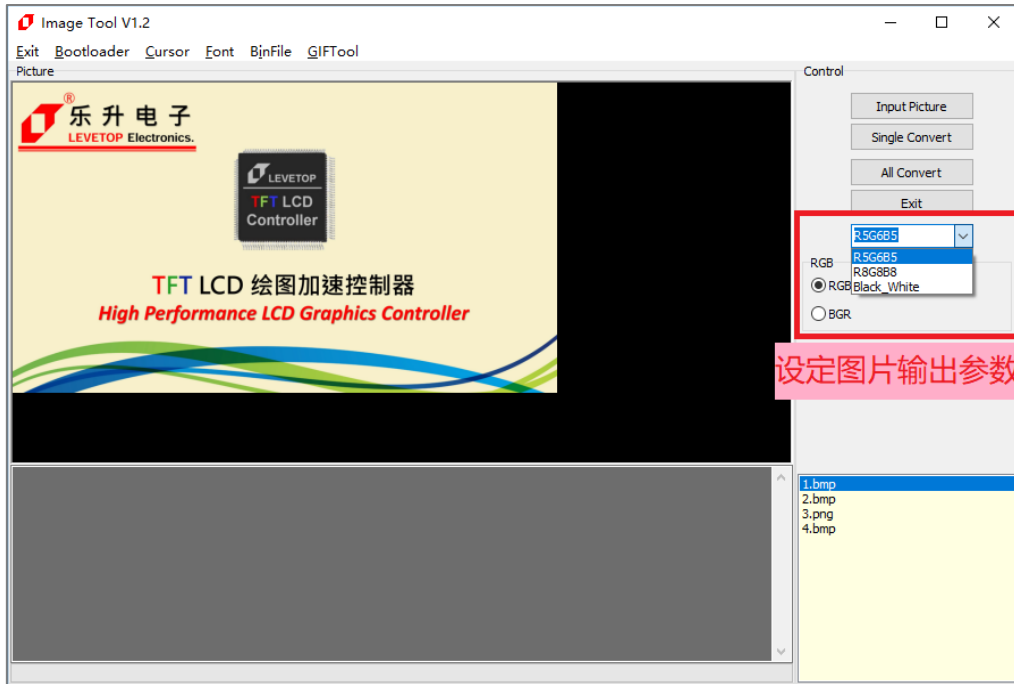 Image Tool V1.2
Exit Bootloader Cursor Font BinFile GIFTool
Picture
乐升电子
®
LEVETOP Electronics.
LEVETOP
TFT LCD
Controller
TFT LCD 绘图加速控制器
High Performance LCD Graphics Controller
Control
Input Picture
Single Convert
All Convert
Exit
R5G6B5
R5G6B5
R8G8B8
Black_White
RGB
RGB
BGR
设定图片输出参数
1.bmp
2.bmp
3.png
4.bmp